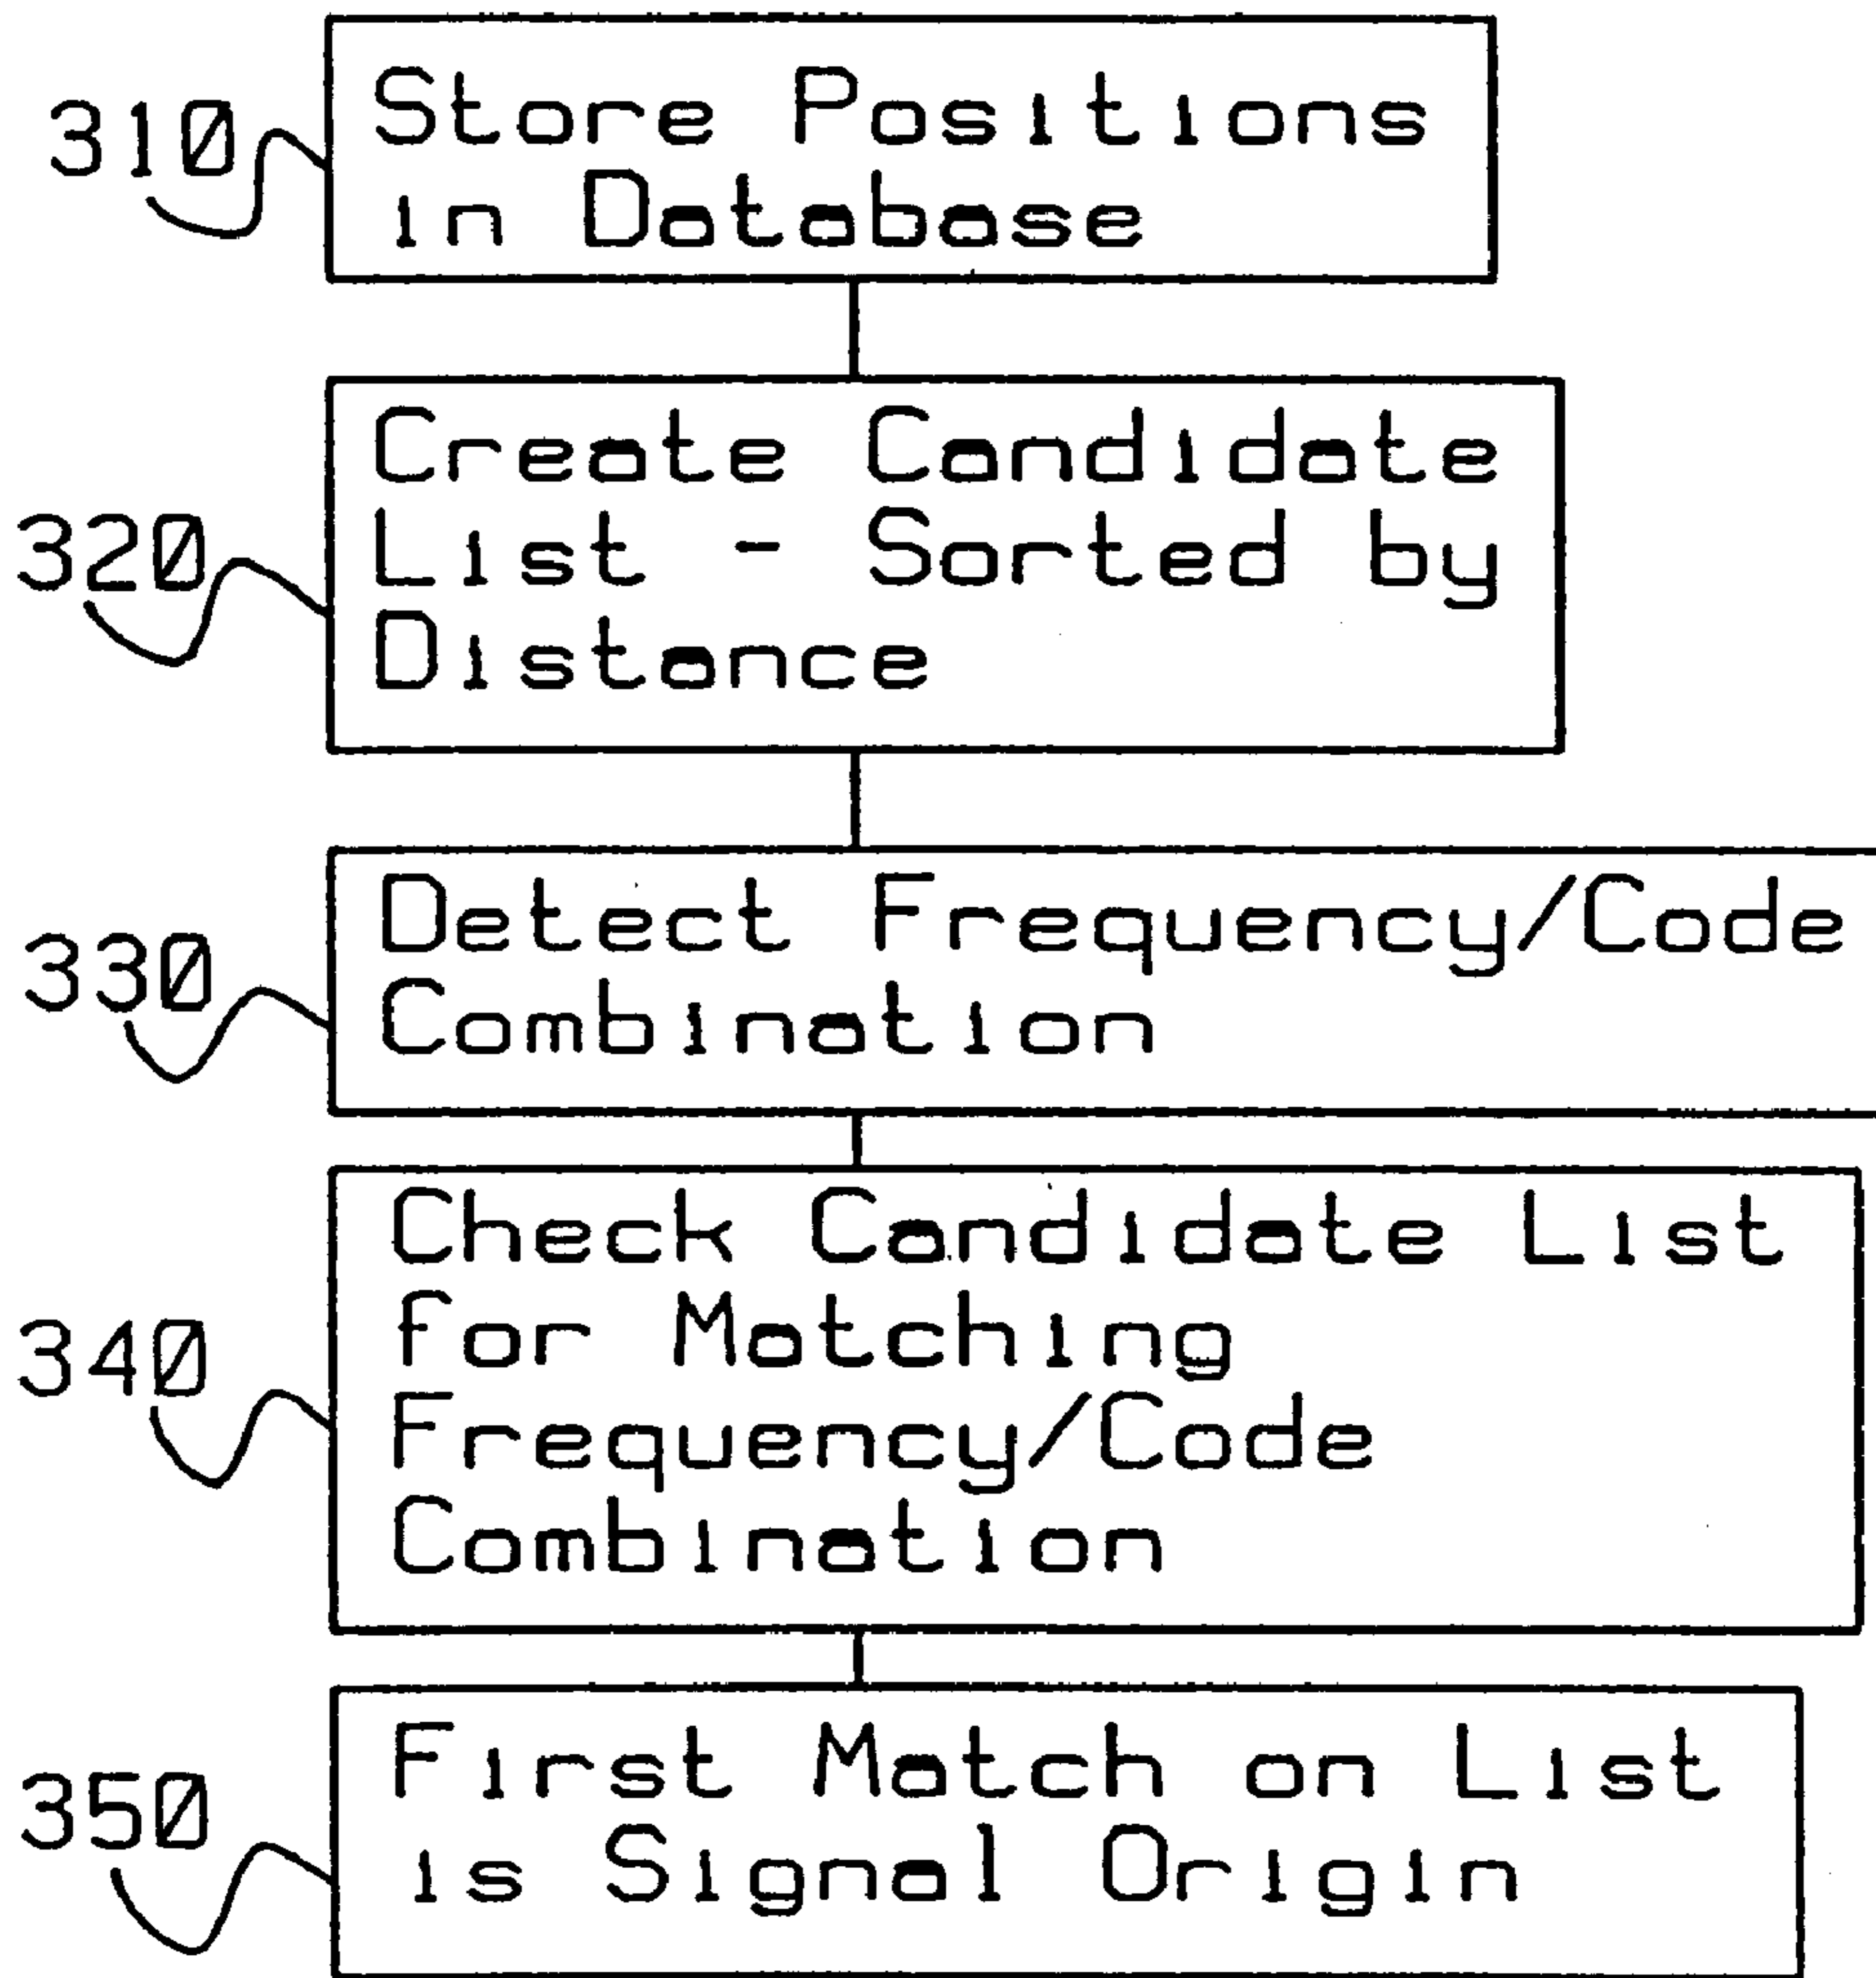 310
Store Positions
in Database
320
Create Candidate
List - Sorted by
Distance
330
Detect Frequency/Code
Combination
340
Check Candidate List
for Matching
Frequency/Code
Combination
350
First Match on List
is Signal Origin